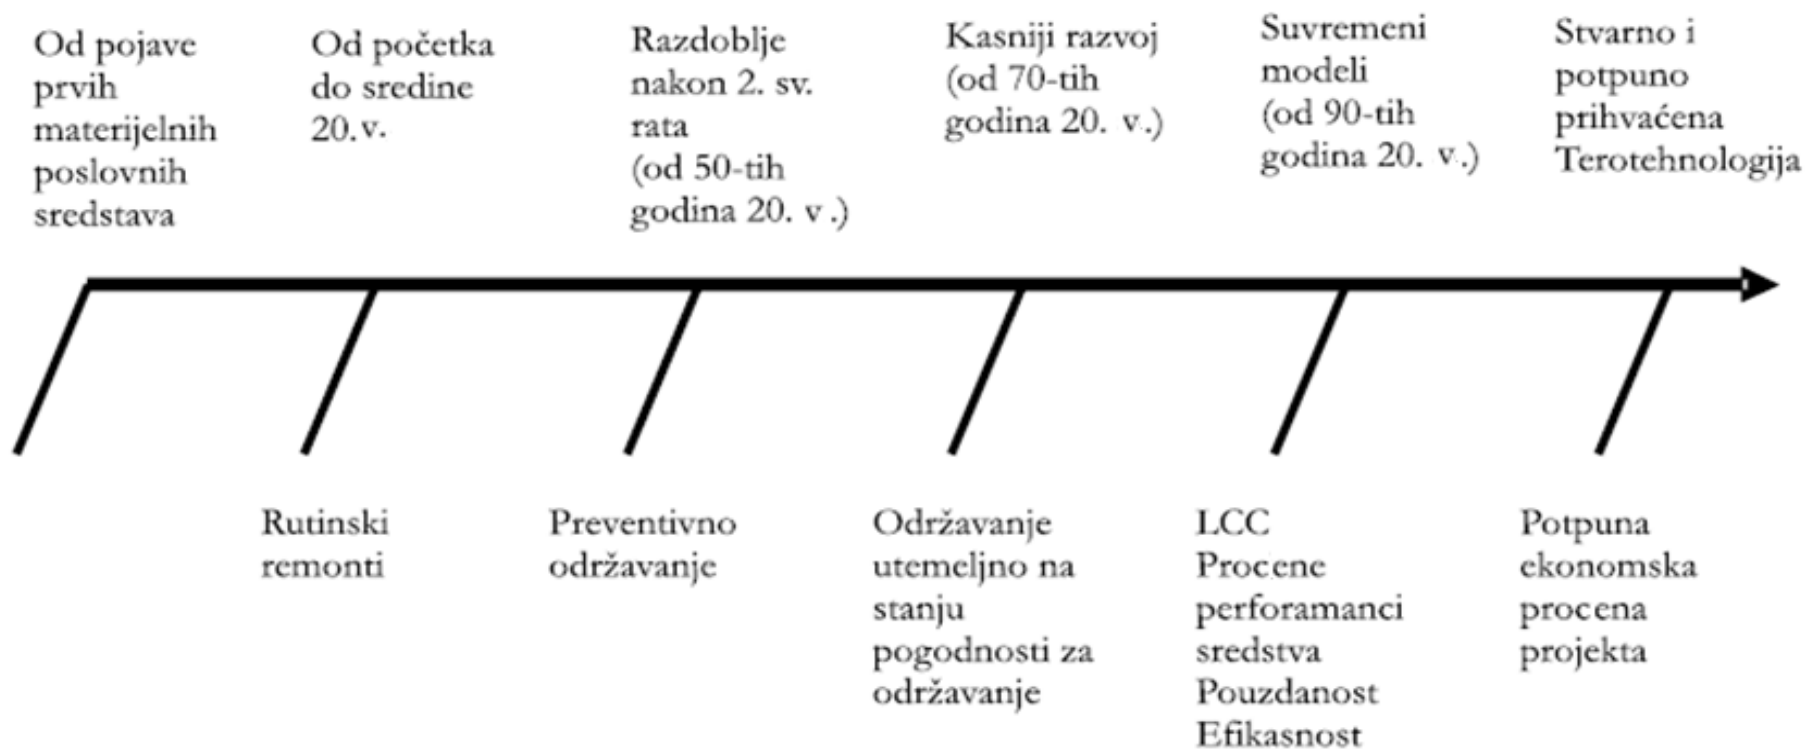 Od pojave
prvih
materijelnih
poslovnih
sredstava
Od početka
do sredine
20.v.
Razdoblje
nakon 2. sv.
rata
(od 50-tih
godina 20. v.)
Kasniji razvoj
(od 70-tih
godina 20. v.)
Suvremeni
modeli
(od 90-tih
godina 20. v.)
Stvarno i
potpuno
prihvaćena
Terotehnologija
Rutinski
remonti
Preventivno
održavanje
Održavanje
utemeljno na
stanju
pogodnosti za
održavanje
LCC
Procene
perforamanci
sredstva
Pouzdanost
Efikasnost
Potpuna
ekonomska
procena
projekta